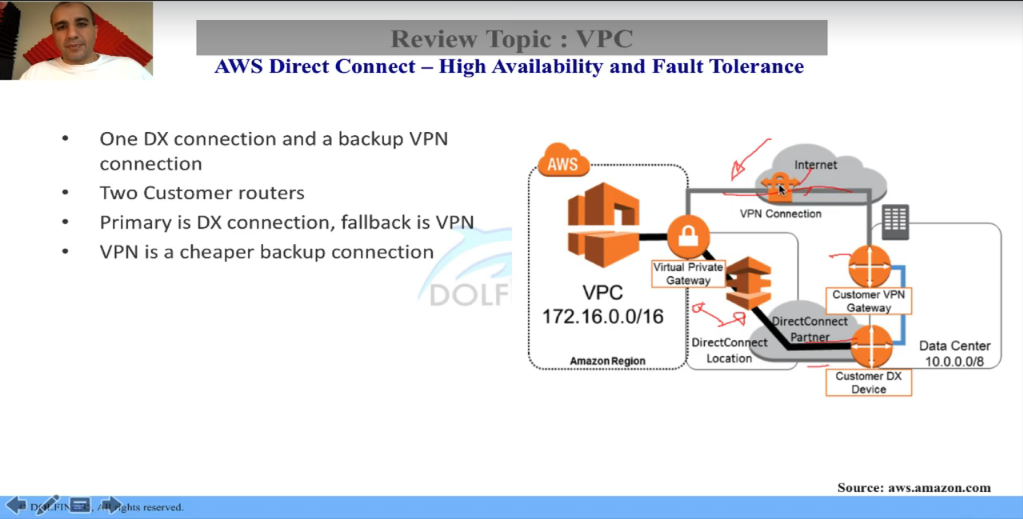 Review Topic : VPC
AWS Direct Connect – High Availability and Fault Tolerance
• One DX connection and a backup VPN
connection
• Two Customer routers
• Primary is DX connection, fallback is VPN
• VPN is a cheaper backup connection
DOLF
AWS
Internet
VPN Connection
Virtual Private
Gateway
VPC
172.16.0.0/16
Amazon Region
DirectConnect
Location
DirectConnect
Partner
Customer VPN
Gateway
Data Center
10.0.0.0/8
Customer DX
Device
Source: aws.amazon.com
rights reserved.